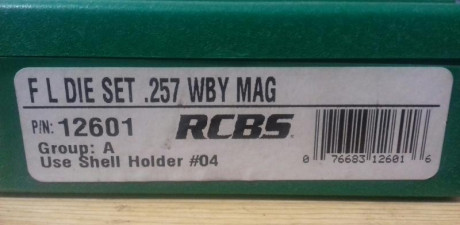 F L DIE SET .257 WBY MAG
P/N: 12601 RCBS.
Group: A
Use Shell Holder #04
0 76683 12601 6